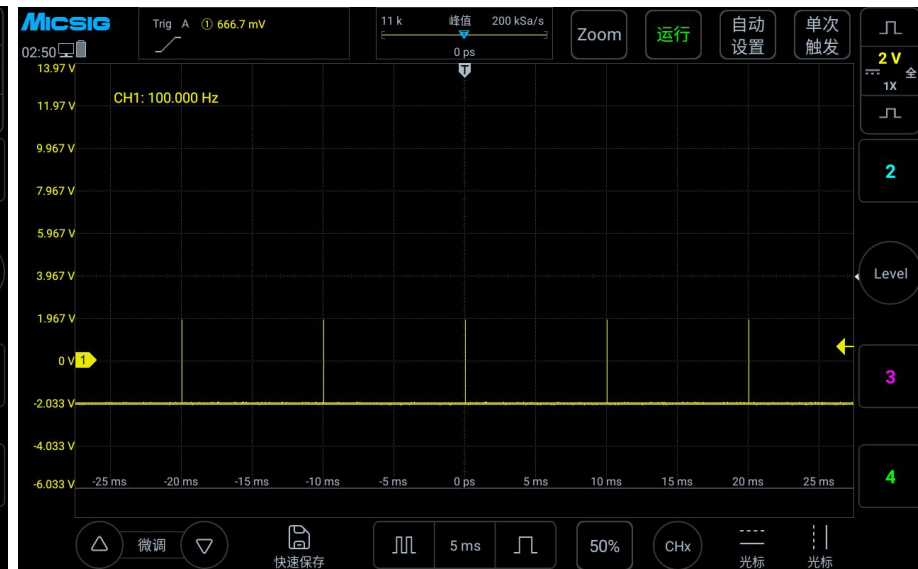 Micsig
02:50
Trig A ① 666.7 mV
11 k 峰值 200 kSa/s
0 ps
Zoom
运行
自动
设置
单次
触发
2 V
全
1X
T
CH1: 100.000 Hz
13.97 V
11.97 V
9.967 V
7.967 V
5.967 V
3.967 V
1.967 V
0 V 1
-2.033 V
-4.033 V
-6.033 V
-25 ms -20 ms -15 ms -10 ms -5 ms 0 ps 5 ms 10 ms 15 ms 20 ms 25 ms
2
Level
3
4
微调
快速保存
5 ms
50%
CHx
光标
光标